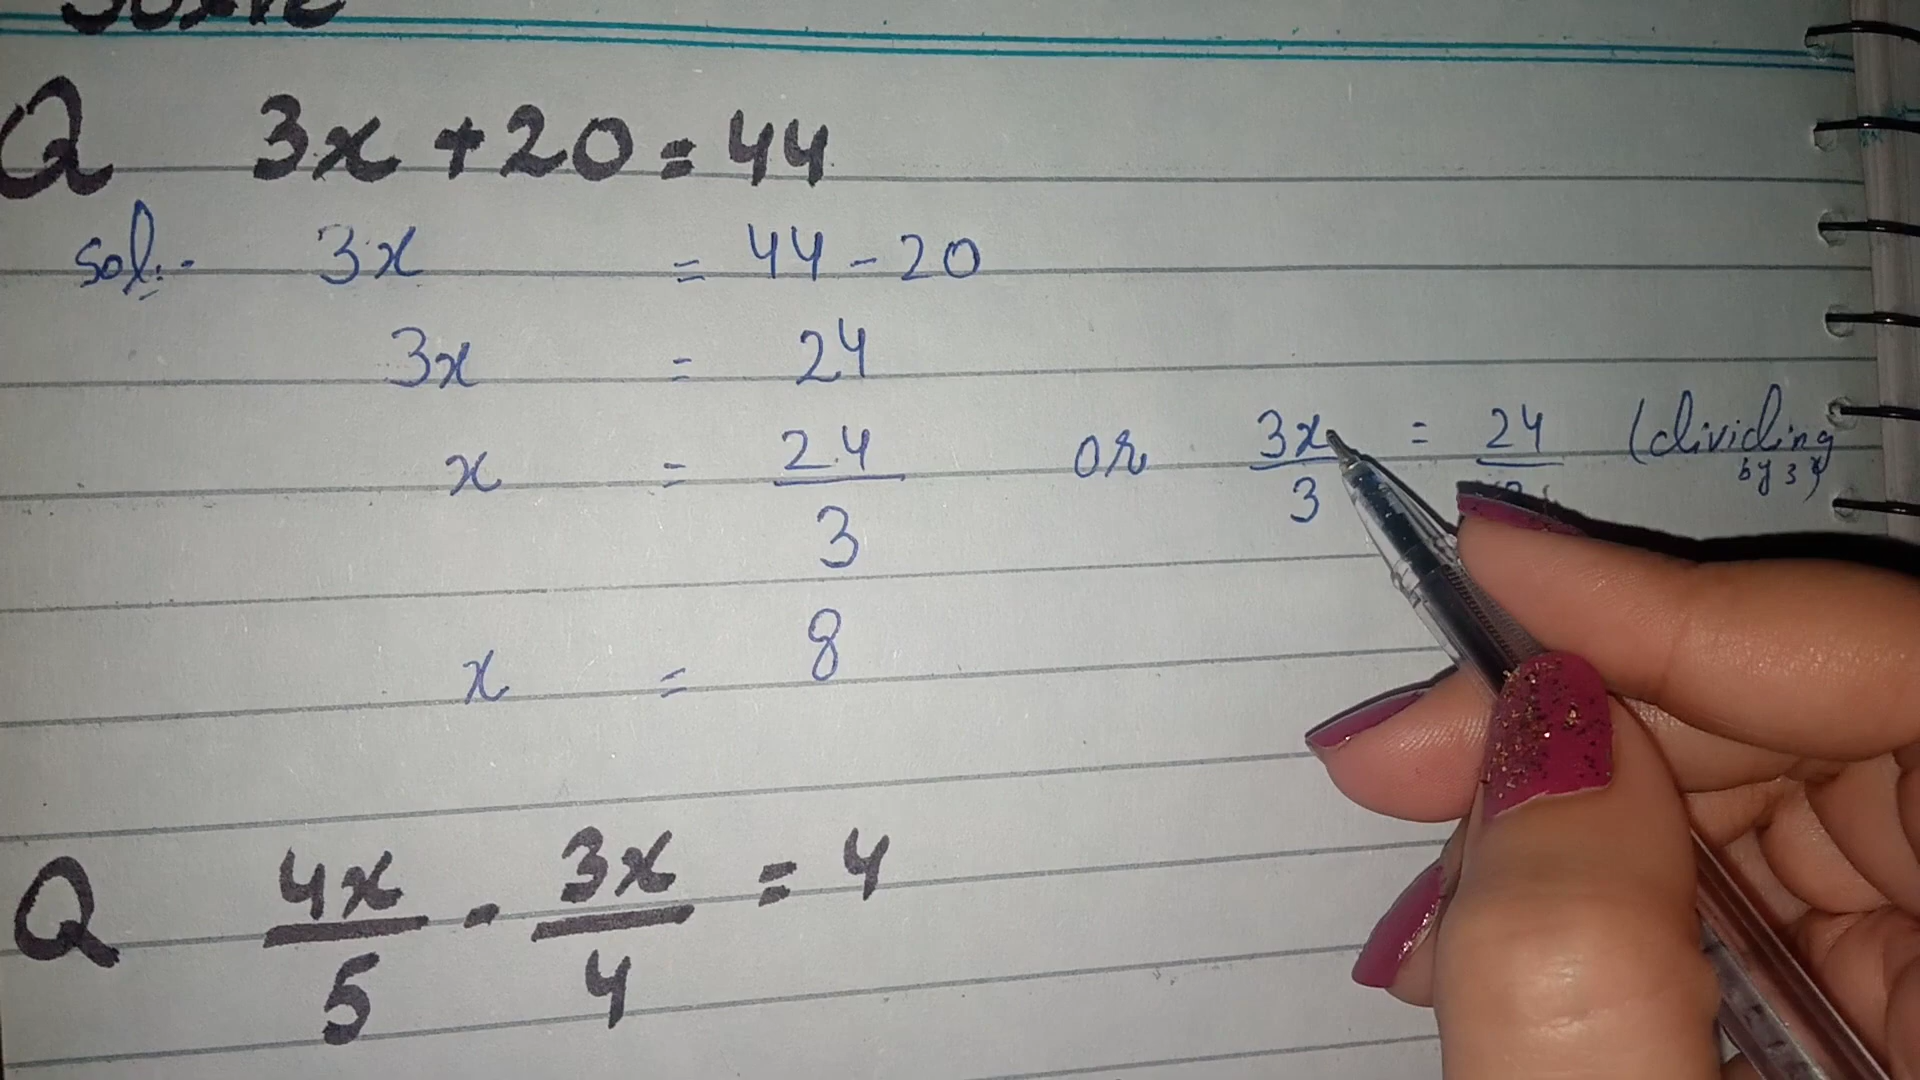 Q 3x + 20 = 44
Sol:- 3x = 44 - 20
3x = 24
x = 24/3 or 3x/3 = 24 (dividing by 3)
x = 8
Q 4x/5 - 3x/4 = 4